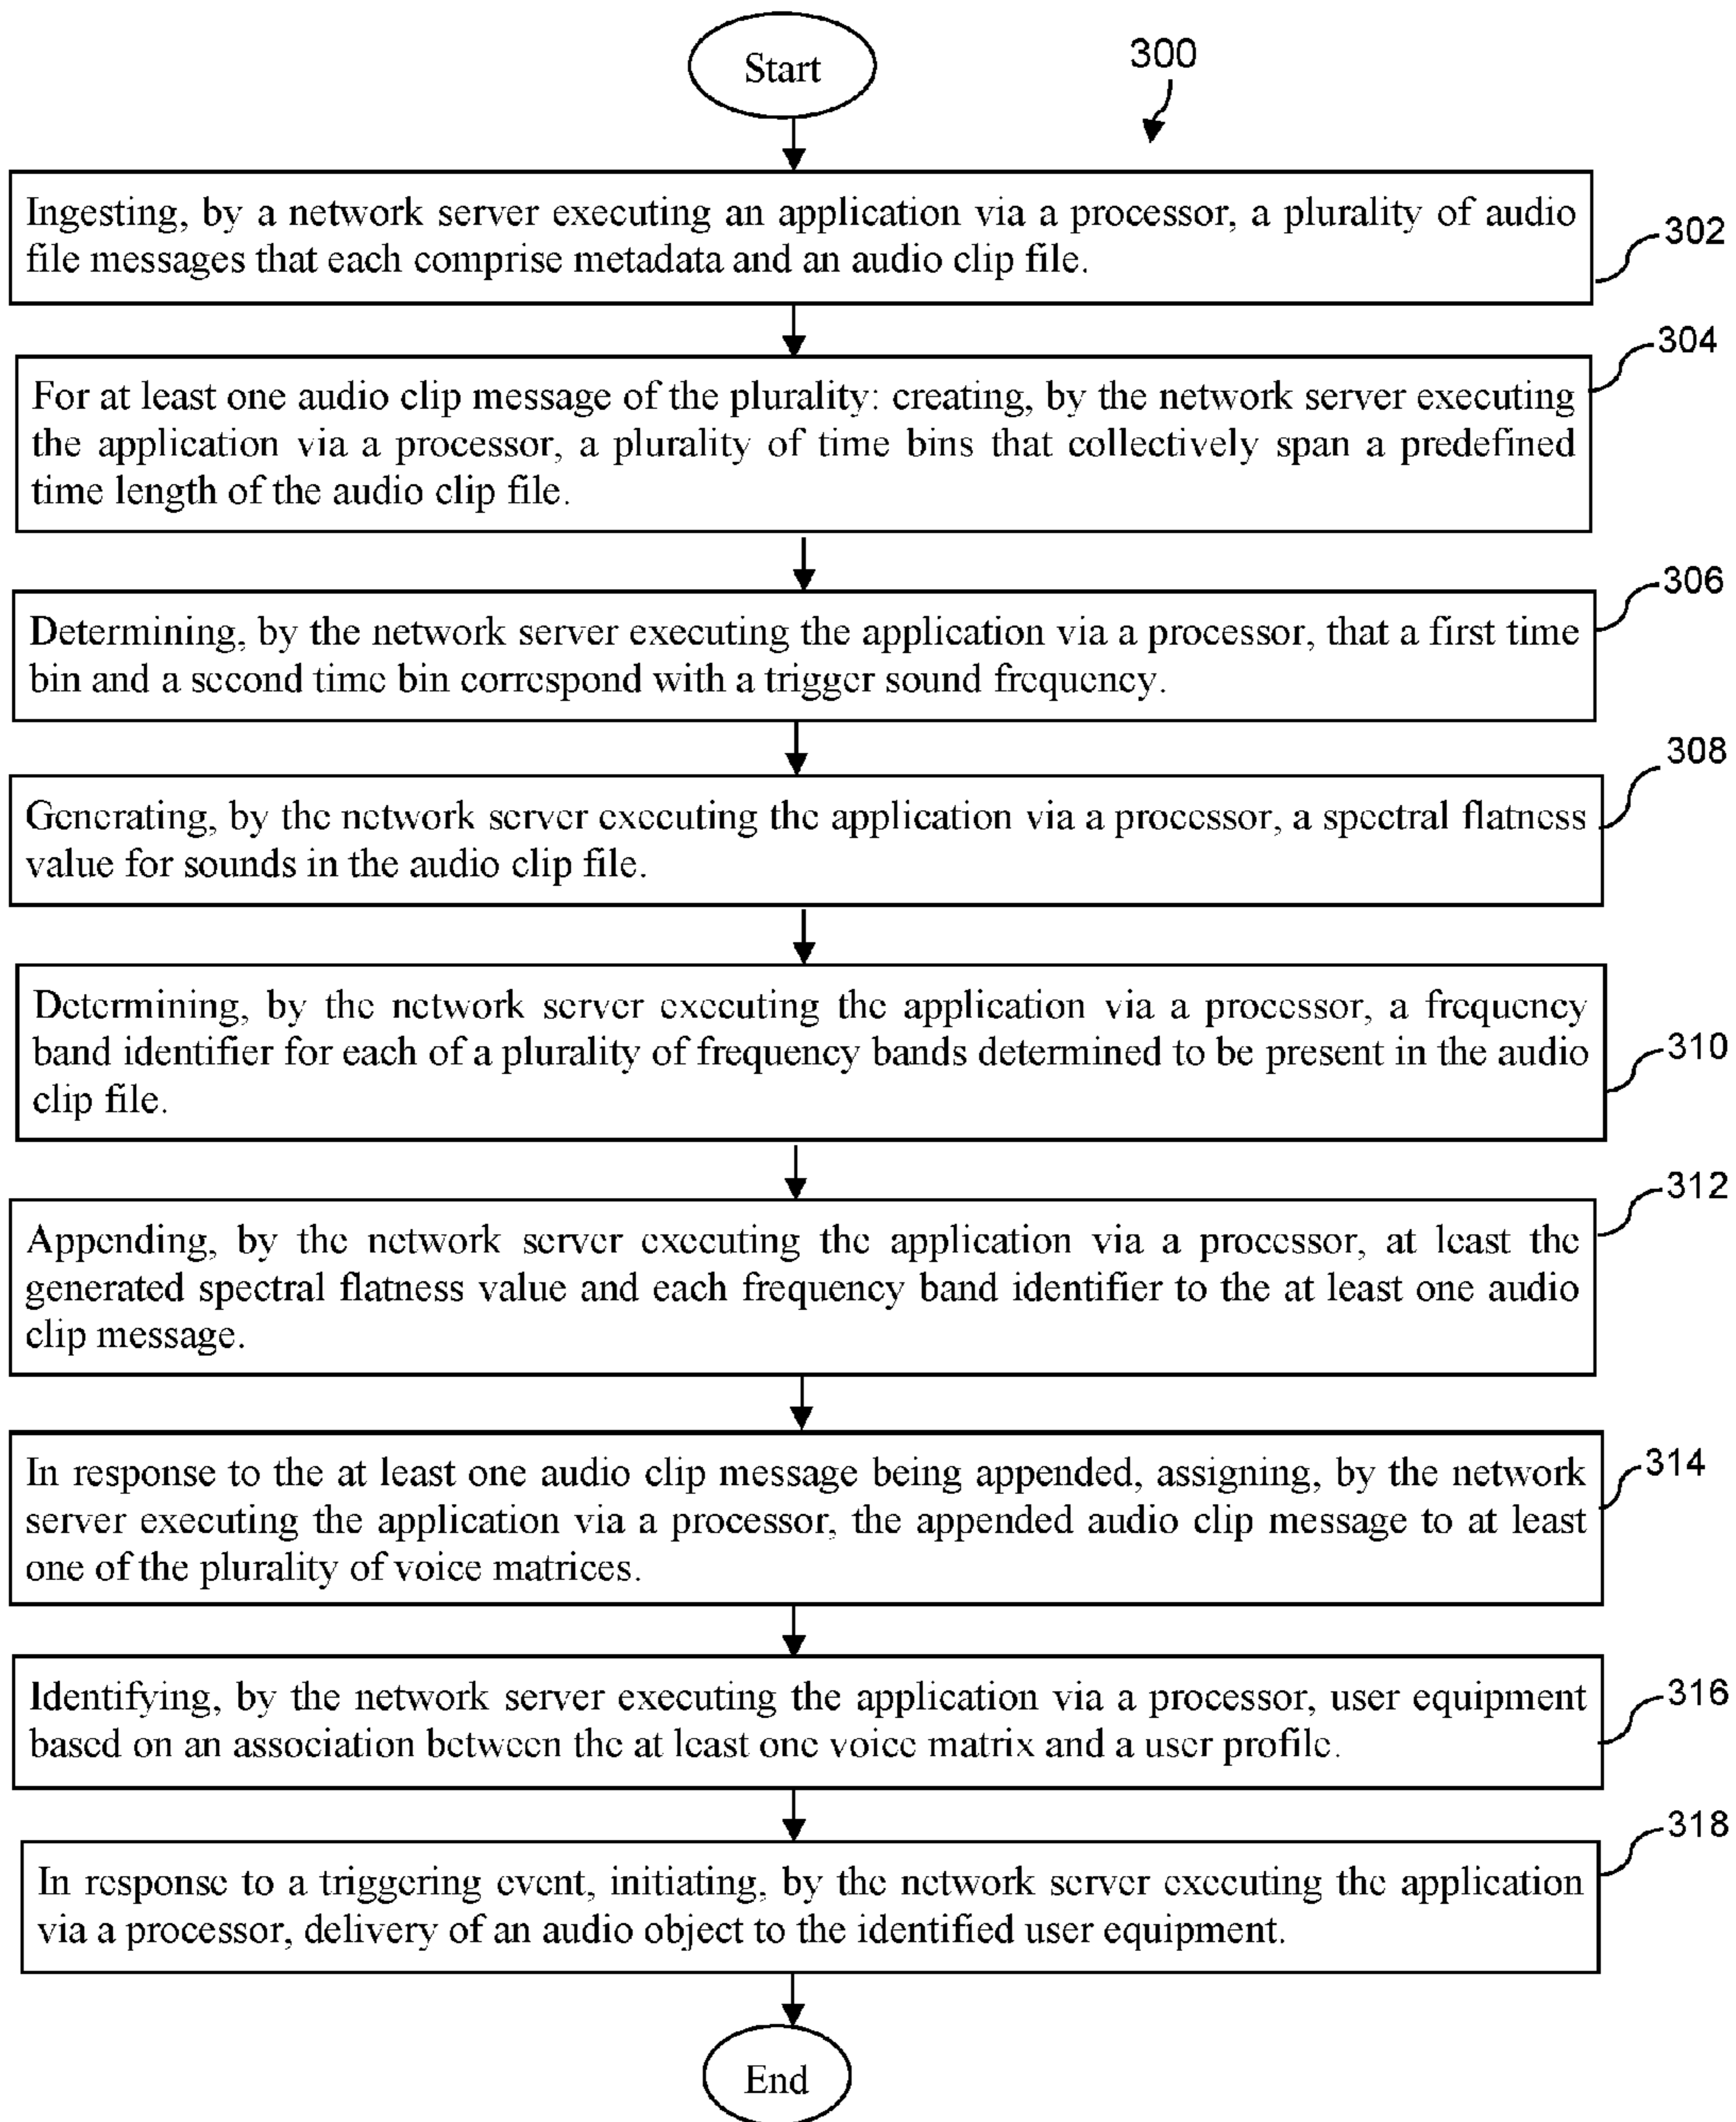 Start
300
Ingesting, by a network server executing an application via a processor, a plurality of audio
file messages that each comprise metadata and an audio clip file.
302
304
For at least one audio clip message of the plurality: creating, by the network server executing
the application via a processor, a plurality of time bins that collectively span a predefined
time length of the audio clip file.
306
Determining, by the network server executing the application via a processor, that a first time
bin and a second time bin correspond with a trigger sound frequency.
308
Generating, by the network server executing the application via a processor, a spectral flatness
value for sounds in the audio clip file.
Determining, by the network server executing the application via a processor, a frequency
band identifier for each of a plurality of frequency bands determined to be present in the audio
clip file.
310
312
Appending, by the network server executing the application via a processor, at least the
generated spectral flatness value and each frequency band identifier to the at least one audio
clip message.
In response to the at least one audio clip message being appended, assigning, by the network
server executing the application via a processor, the appended audio clip message to at least
one of the plurality of voice matrices.
314
Identifying, by the network server executing the application via a processor, user equipment
based on an association between the at least one voice matrix and a user profile.
316
318
In response to a triggering event, initiating, by the network server executing the application
via a processor, delivery of an audio object to the identified user equipment.
End